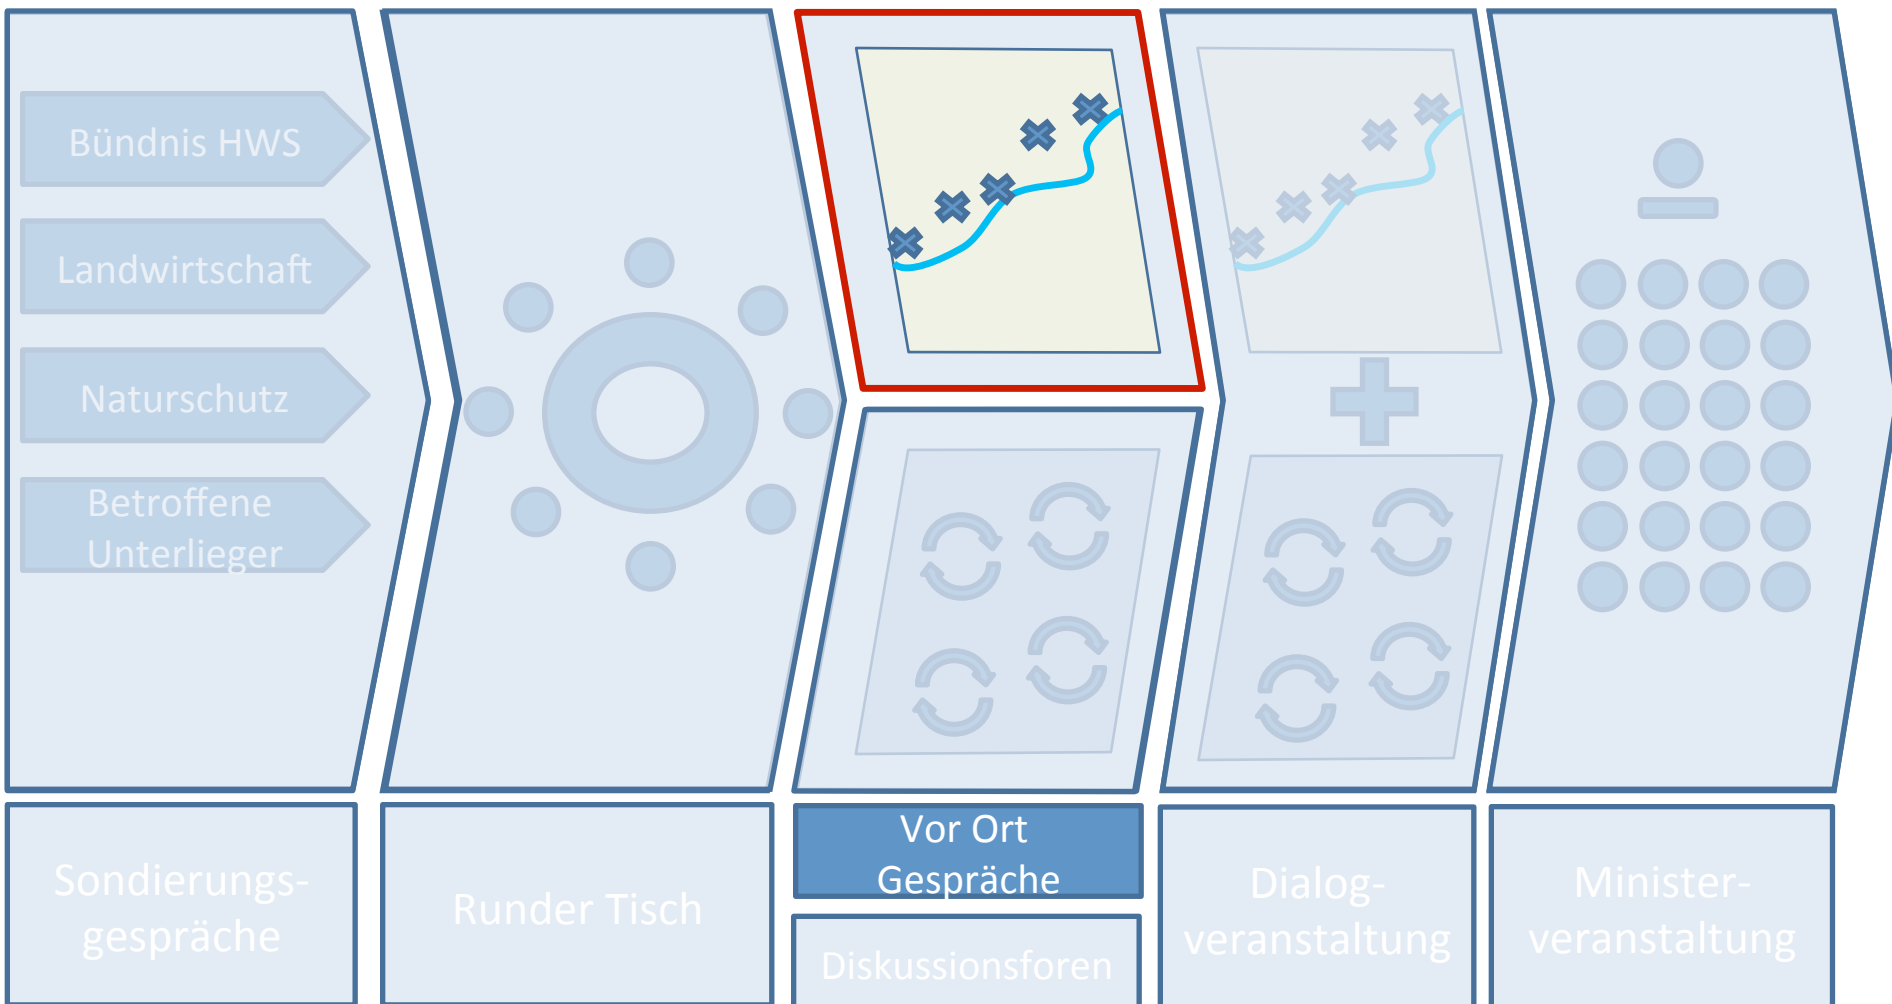 Bündnis HWS
Landwirtschaft
Naturschutz
Betroffene
Unterlieger
Sondierungs-
gespräche
Runder Tisch
Vor Ort
Gespräche
Diskussionsforen
Dialog-
veranstaltung
Minister-
veranstaltung